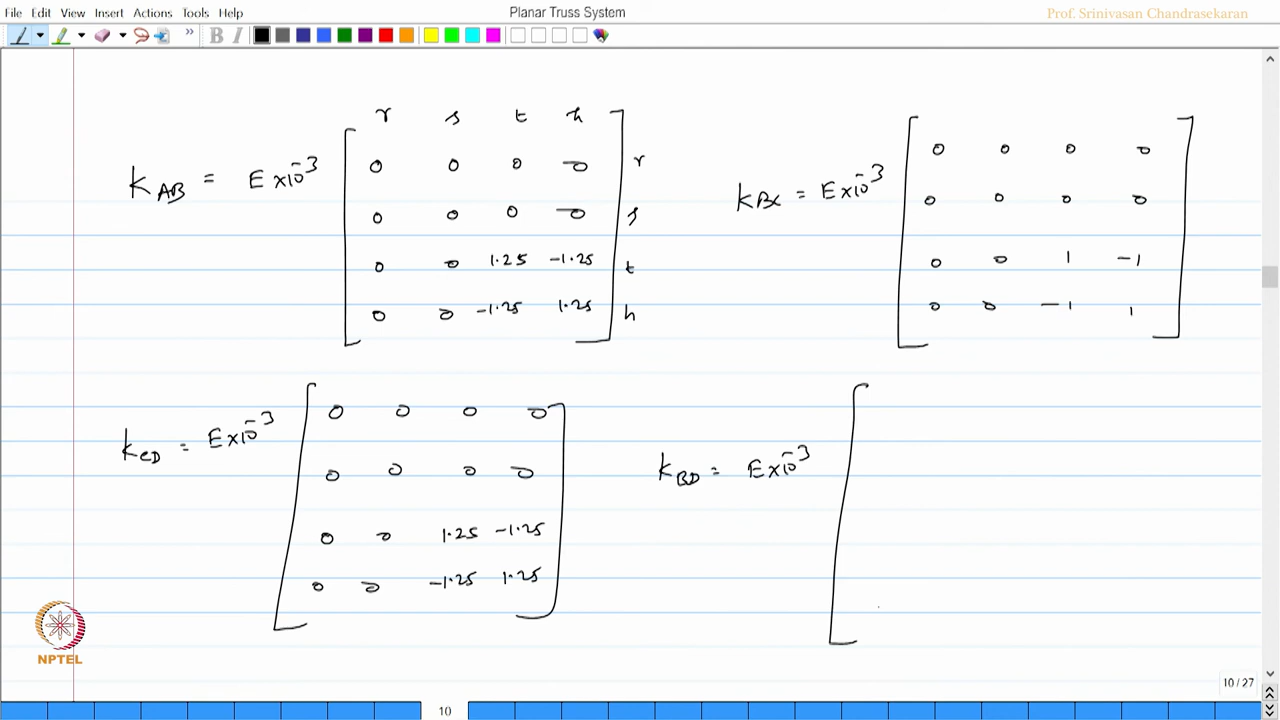 File Edit View Insert Actions Tools Help
Planar Truss System
Prof. Srinivasan Chandrasekaran
B I
r s t h
K_AB = E×10⁻³
0 0 0 0 r
0 0 0 0 s
0 0 1.25 -1.25 t
0 0 -1.25 1.25 h
K_BC = E×10⁻³
0 0 0 0
0 0 0 0
0 0 1 -1
0 0 -1 1
K_CD = E×10⁻³
0 0 0 0
0 0 0 0
0 0 1.25 -1.25
0 0 -1.25 1.25
K_BD = E×10⁻³
NPTEL
10 / 27
10